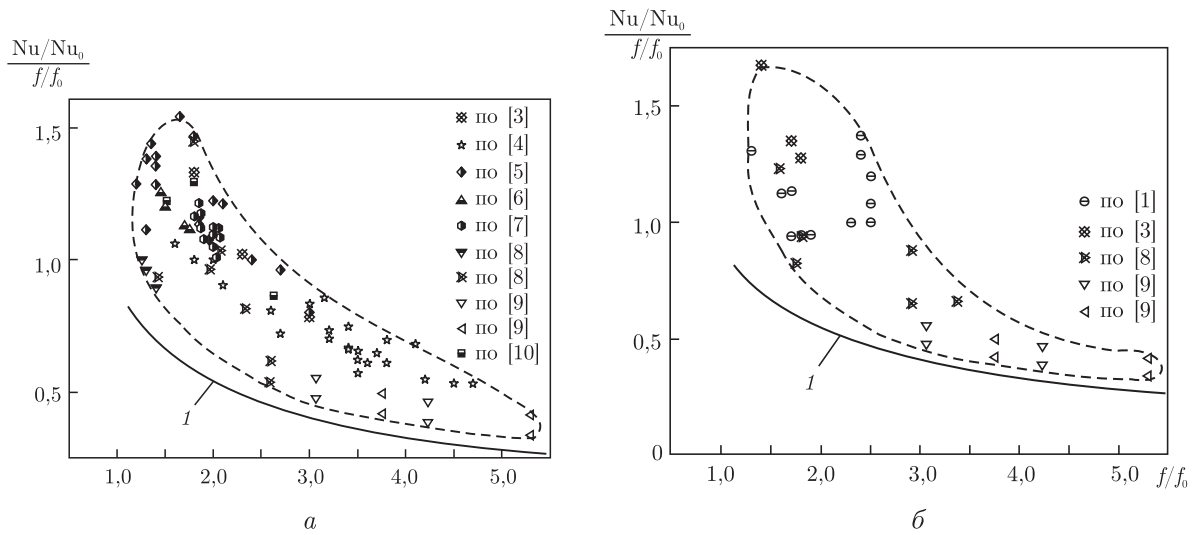 Nu/Nu₀
f/f₀
1,5
1,0
0,5
1,0
2,0
3,0
4,0
5,0
1
по [3]
по [4]
по [5]
по [6]
по [7]
по [8]
по [8]
по [9]
по [9]
по [10]
а
Nu/Nu₀
f/f₀
1,5
1,0
0,5
0
1,0
2,0
3,0
4,0
5,0
f/f₀
1
по [1]
по [3]
по [8]
по [9]
по [9]
б